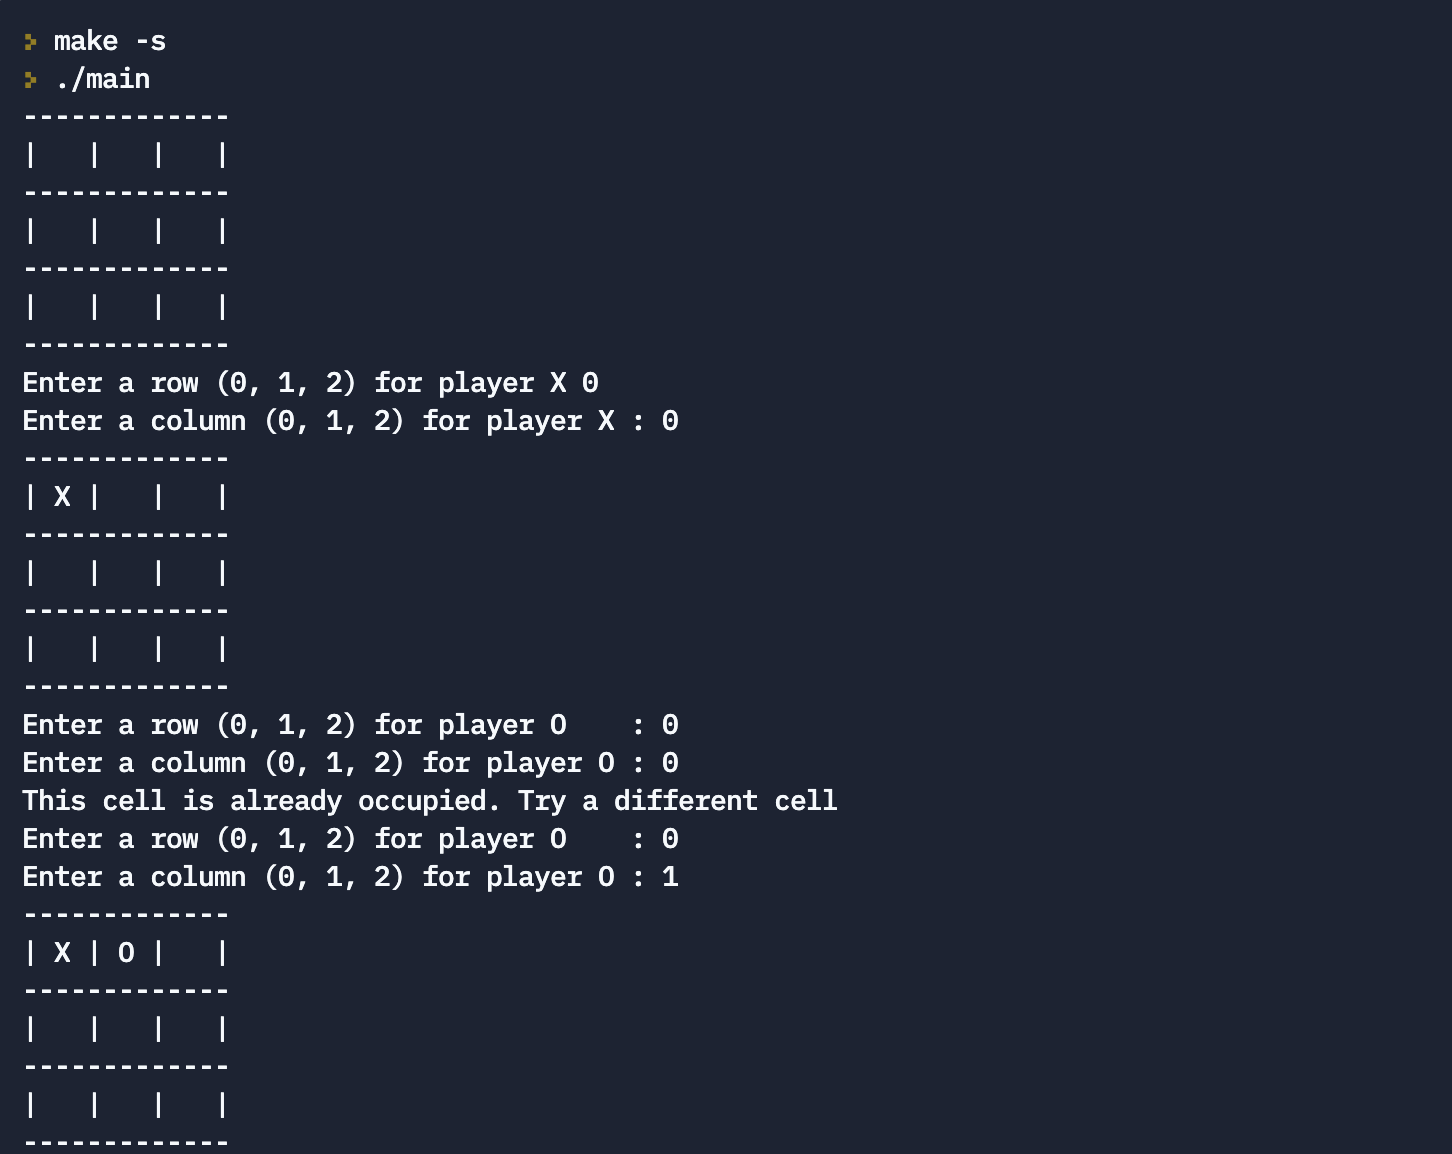 > make -s
> ./main
-------------
|   |   |   |
-------------
|   |   |   |
-------------
|   |   |   |
-------------
Enter a row (0, 1, 2) for player X 0
Enter a column (0, 1, 2) for player X : 0
-------------
| X |   |   |
-------------
|   |   |   |
-------------
|   |   |   |
-------------
Enter a row (0, 1, 2) for player O    : 0
Enter a column (0, 1, 2) for player O : 0
This cell is already occupied. Try a different cell
Enter a row (0, 1, 2) for player O    : 0
Enter a column (0, 1, 2) for player O : 1
-------------
| X | O |   |
-------------
|   |   |   |
-------------
|   |   |   |
-------------